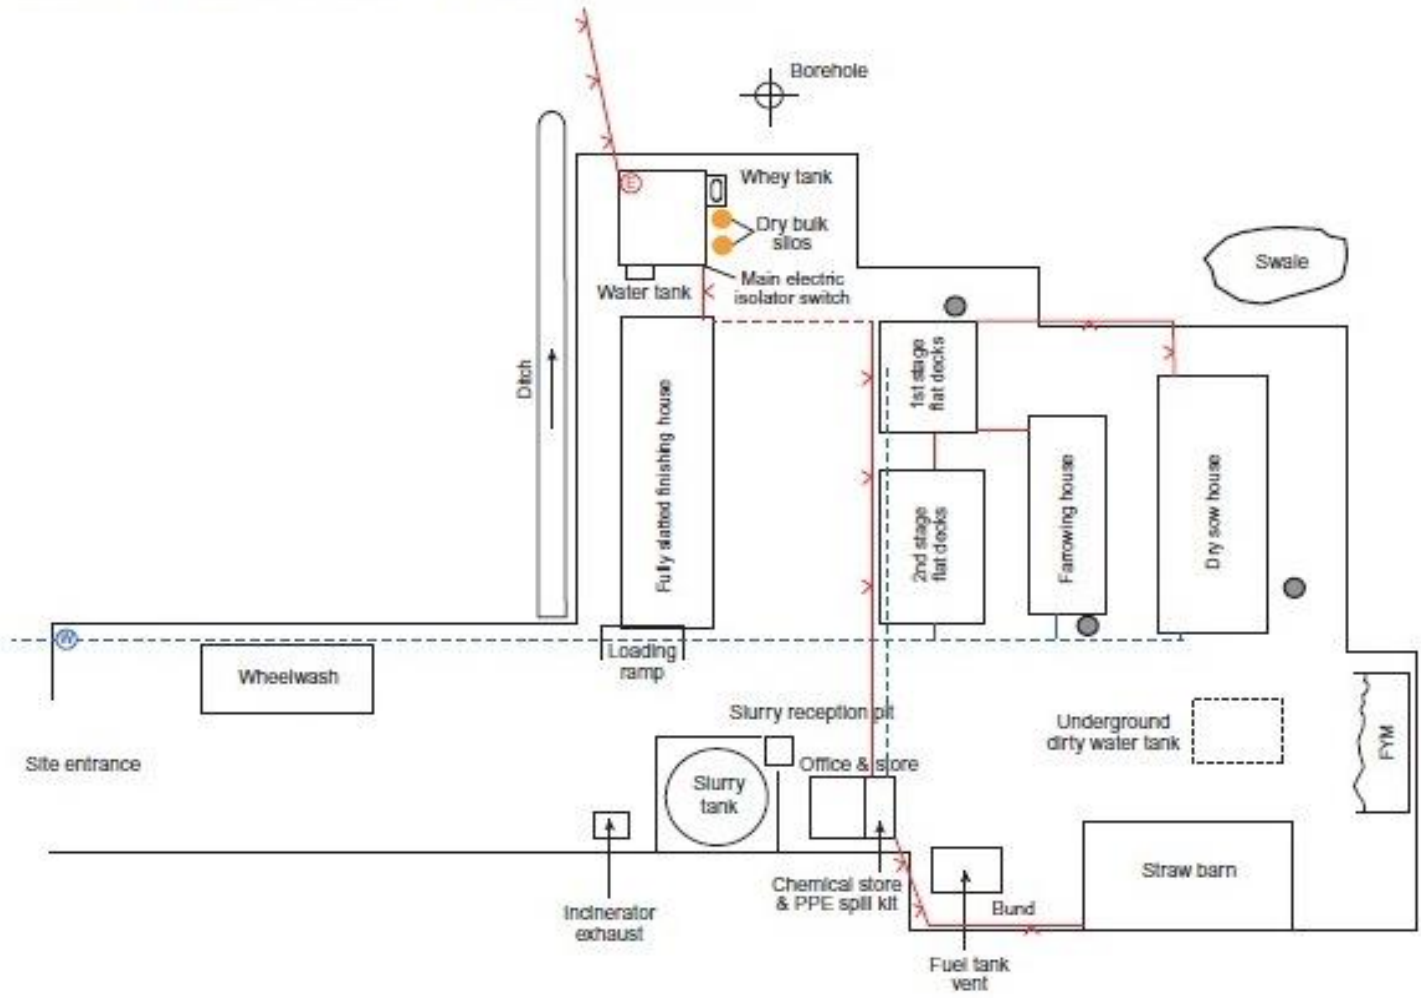 Borehole
Whey tank
E
Dry bulk
silos
Swale
Main electric
isolator switch
Water tank
Ditch
Fully slatted finishing house
1st stage
flat decks
2nd stage
flat decks
Farrowing house
Dry sow house
W
Loading
ramp
Wheelwash
Slurry reception pit
Underground
dirty water tank
FYM
Site entrance
Office & store
Slurry
tank
Straw barn
Chemical store
& PPE spill kit
Bund
Incinerator
exhaust
Fuel tank
vent